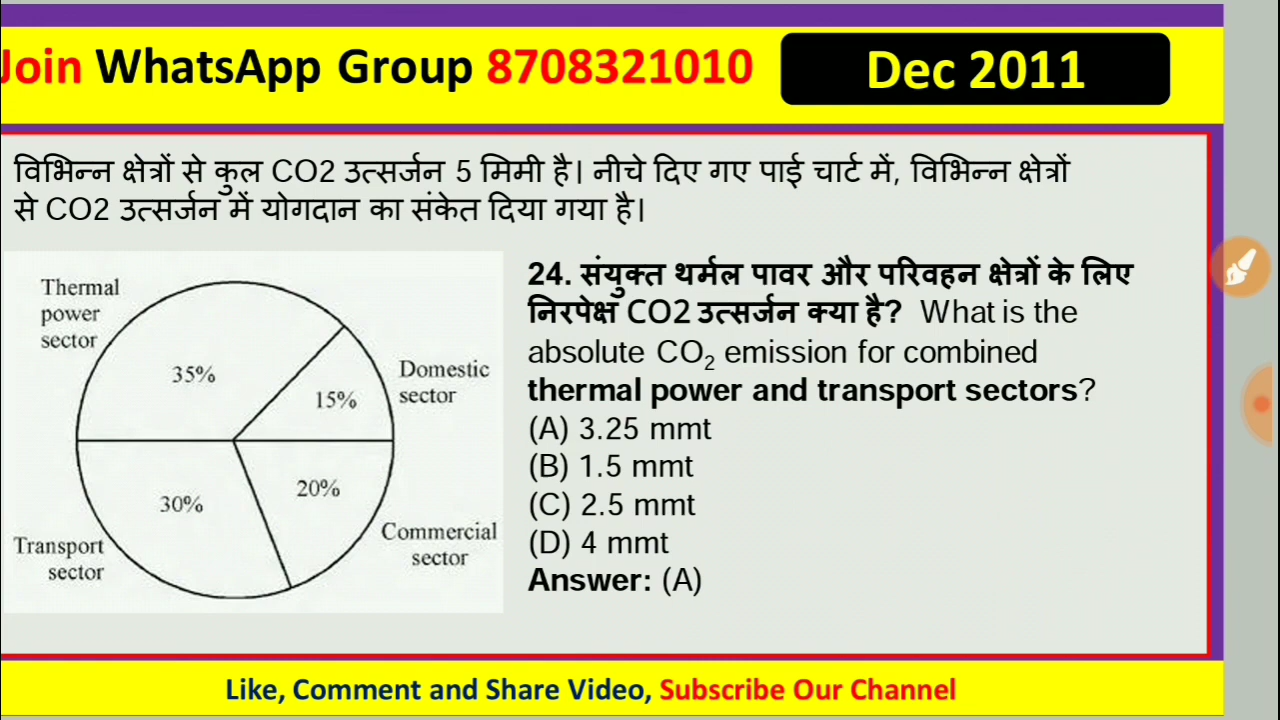 Join WhatsApp Group 8708321010
Dec 2011
विभिन्न क्षेत्रों से कुल CO2 उत्सर्जन 5 मिमी है। नीचे दिए गए पाई चार्ट में, विभिन्न क्षेत्रों
से CO2 उत्सर्जन में योगदान का संकेत दिया गया है।
Thermal
power
sector
35%
15%
Domestic
sector
30%
20%
Transport
sector
Commercial
sector
24. संयुक्त थर्मल पावर और परिवहन क्षेत्रों के लिए
निरपेक्ष CO2 उत्सर्जन क्या है? What is the
absolute CO₂ emission for combined
thermal power and transport sectors?
(A) 3.25 mmt
(B) 1.5 mmt
(C) 2.5 mmt
(D) 4 mmt
Answer: (A)
Like, Comment and Share Video, Subscribe Our Channel